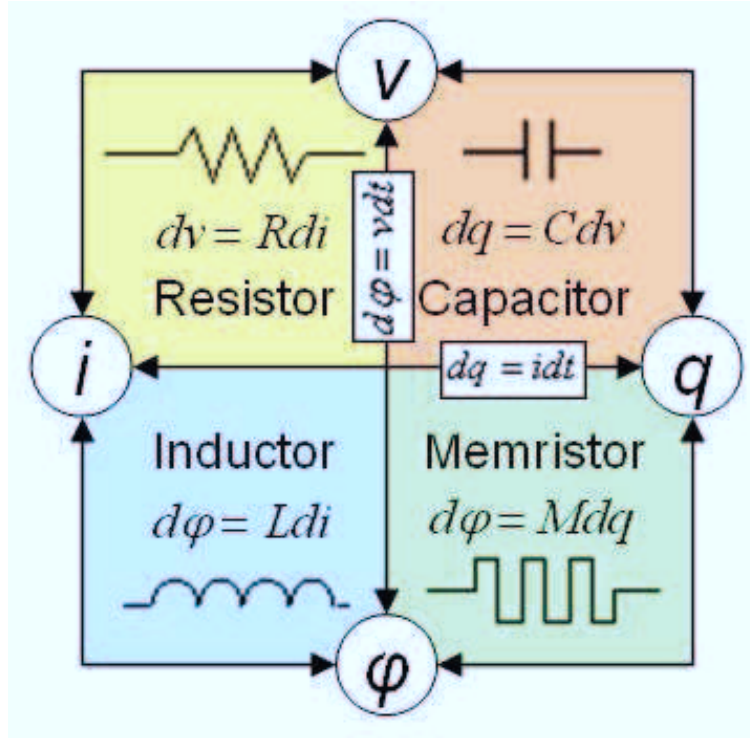 v
dv = Rdi
Resistor
dq = Cdv
Capacitor
dφ = vdt
i
dq = idt
q
Inductor
dφ = Ldi
Memristor
dφ = Mdq
φ